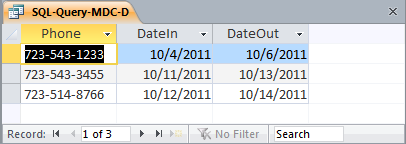 SQL-Query-MDC-D
Phone DateIn DateOut
723-543-1233 10/4/2011 10/6/2011
723-543-3455 10/11/2011 10/13/2011
723-514-8766 10/12/2011 10/14/2011
Record: 1 of 3 No Filter Search